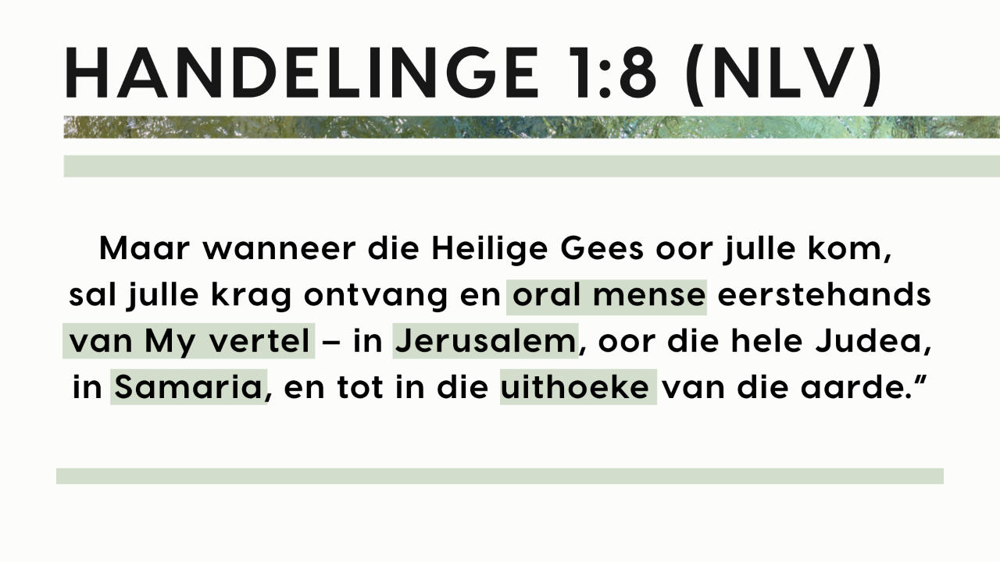 HANDELINGE 1:8 (NLV)
Maar wanneer die Heilige Gees oor julle kom,
sal julle krag ontvang en oral mense eerstehands
van My vertel – in Jerusalem, oor die hele Judea,
in Samaria, en tot in die uithoeke van die aarde.”